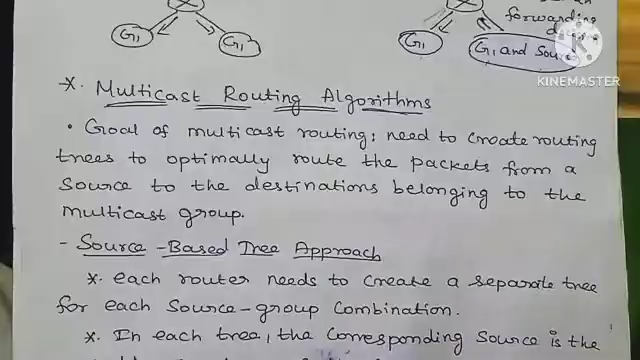 G1
G1
G1
forwarding
G1 and Source
KINEMASTER
* Multicast Routing Algorithms
• Goal of multicast routing: need to create routing
trees to optimally route the packets from a
source to the destinations belonging to the
multicast group.
- Source-Based Tree Approach
* each router needs to create a separate tree
for each source-group combination.
* In each tree, the corresponding source is the